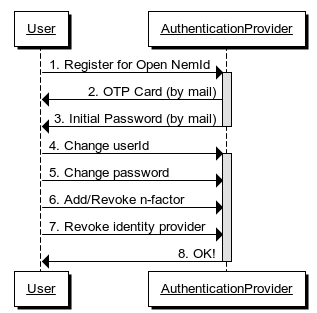 User AuthenticationProvider
1. Register for Open NemId
2. OTP Card (by mail)
3. Initial Password (by mail)
4. Change userId
5. Change password
6. Add/Revoke n-factor
7. Revoke identity provider
8. OK!
User AuthenticationProvider